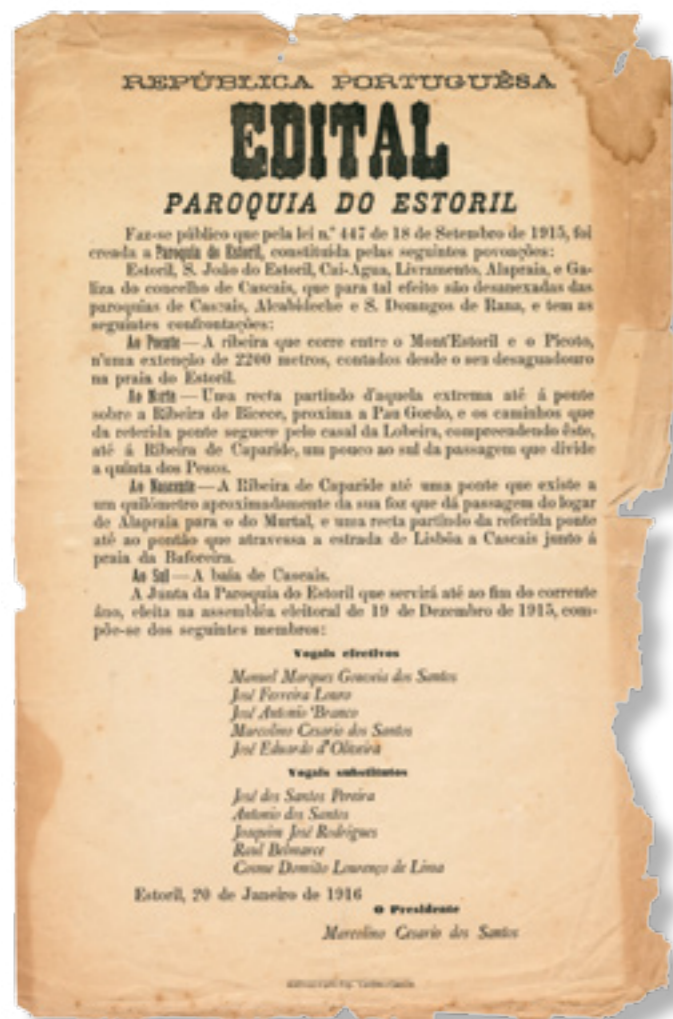 REPÚBLICA PORTUGUÊSA
EDITAL
PAROQUIA DO ESTORIL
Faz-se público que pela lei n.º 447 de 18 de Setembro de 1915, foi
creada a Paroquia do Estoril, constituida pelas seguintes povoações:
Estoril, S. João do Estoril, Cai-Agua, Livramento, Alapraia, e Ga-
liza do concelho de Cascais, que para tal efeito são desanexadas das
paroquias de Cascais, Alcabideche e S. Domngos de Rana, e tem as
seguintes confrontações:
Ao Poente — A ribeira que corre entre o Mont'Estoril e o Picoto,
n'uma extenção de 2200 metros, contados desde o seu desaguadouro
na praia do Estoril.
Ao Norte — Uma recta partindo d'aquela extrema até á ponte
sobre a Ribeira de Bicece, proxima a Pau Gordo, e os caminhos que
da referida ponte seguem pelo casal da Lobeira, compreendendo êste,
até á Ribeira de Caparide, um pouco ao sul da passagem que divide
a quinta dos Pesos.
Ao Nascente — A Ribeira de Caparide até uma ponte que existe a
um quilómetro aproximadamente da sua foz que dá passagem do logar
de Alapraia para o do Murtal, e uma recta partindo da referida ponte
até ao pontão que atravessa a estrada de Lisbôa a Cascais junto á
praia da Baforeira.
Ao Sul — A baía de Cascais.
A Junta da Paroquia do Estoril que servirá até ao fim do corrente
âno, eleita na assembléa eleitoral de 19 de Dezembro de 1915, com-
põe-se dos seguintes membros:
Vogais efectivos
Manuel Marques Gouveia dos Santos
José Ferreira Louro
José Antonio Branco
Marcolino Cesario dos Santos
José Eduardo d'Oliveira
Vogais substitutos
José dos Santos Pereira
Antonio dos Santos
Joaquim José Rodrigues
Raul Belmarce
Cosme Damião Lourenço de Lima
Estoril, 20 de Janeiro de 1916
O Presidente
Marcolino Cesario dos Santos